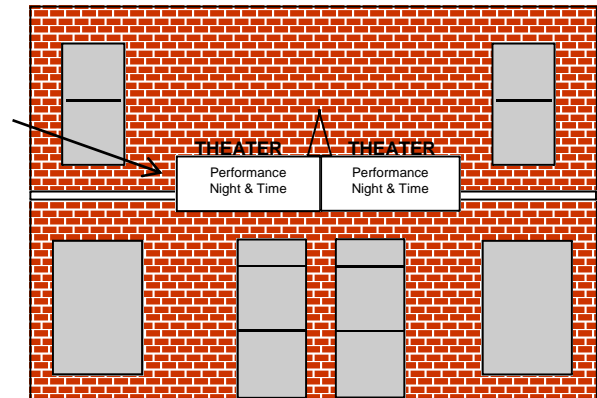 THEATER THEATER
Performance
Night & Time
Performance
Night & Time